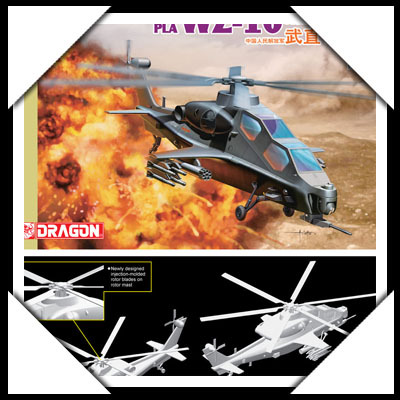 PLA WZ-10
中国人民解放军 武直
DRAGON
Newly designed
injection-molded
rotor blades on
rotor mast